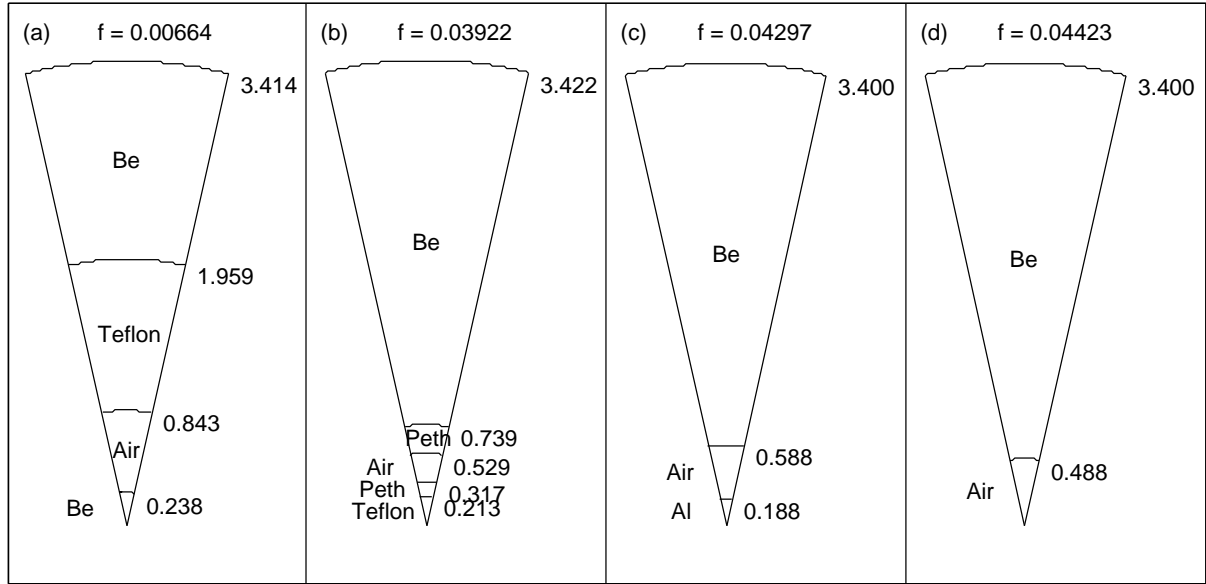 (a) f = 0.00664
3.414
Be
1.959
Teflon
0.843
Air
Be 0.238
(b) f = 0.03922
3.422
Be
Peth 0.739
Air 0.529
Peth 0.317
Teflon 0.213
(c) f = 0.04297
3.400
Be
0.588
Air
Al 0.188
(d) f = 0.04423
3.400
Be
0.488
Air